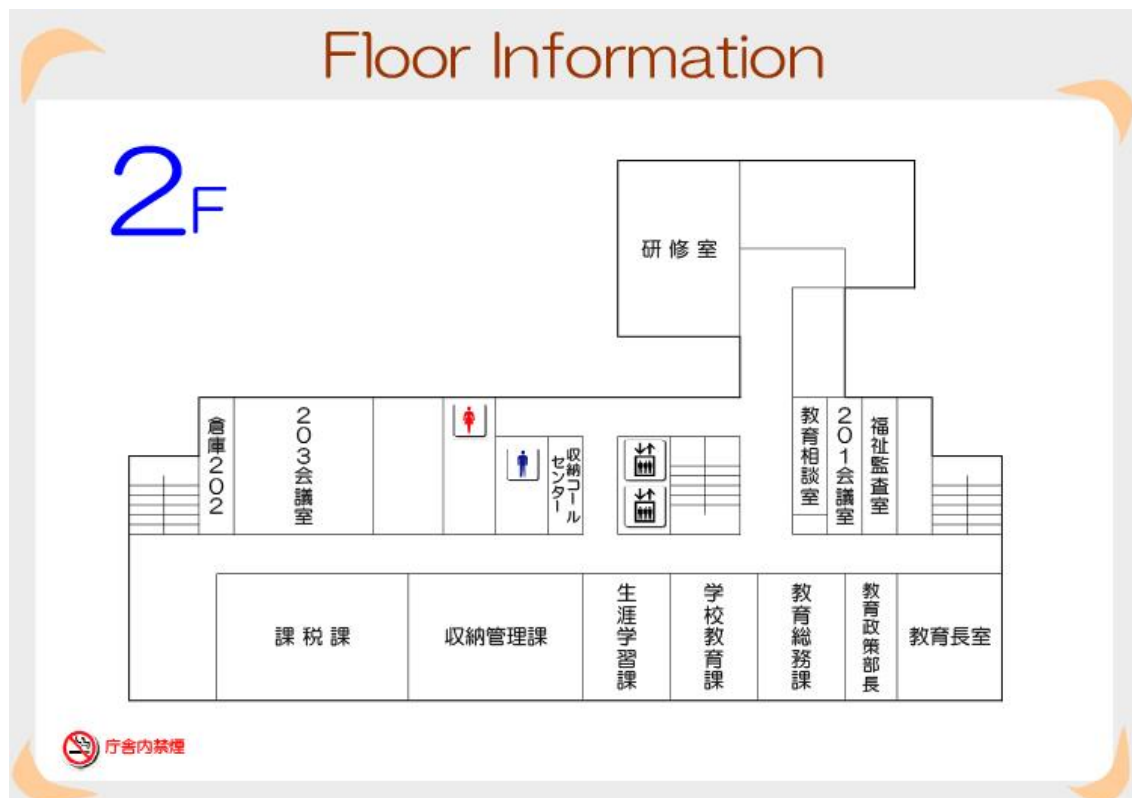 Floor Information
2F
研修室
倉庫202
203会議室
収納コール
センター
教育相談室
201会議室
福祉監査室
課税課
収納管理課
生涯学習課
学校教育課
教育総務課
教育政策部長
教育長室
庁舎内禁煙